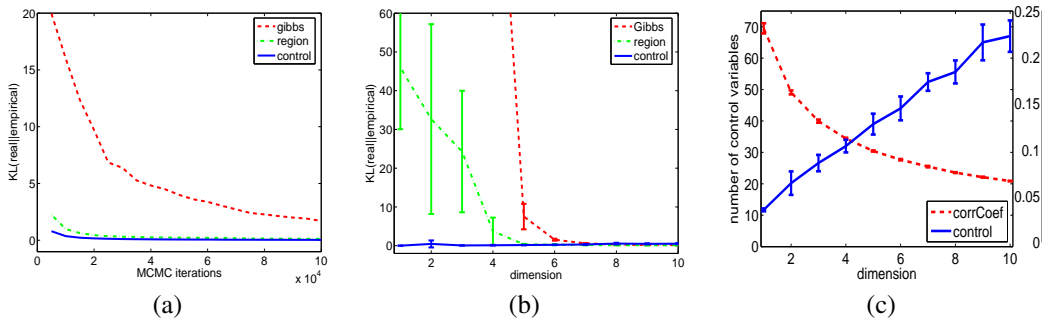 20
15
10
5
0
KL(real||empirical)
gibbs
region
control
0 2 4 6 8 10
MCMC iterations
x 10^4
(a)
60
50
40
30
20
10
0
KL(real||empirical)
Gibbs
region
control
2 4 6 8 10
dimension
(b)
70
60
50
40
30
20
10
0
number of control variables
0.25
0.2
0.15
0.1
0.05
0
corrCoef
control
2 4 6 8 10
dimension
(c)